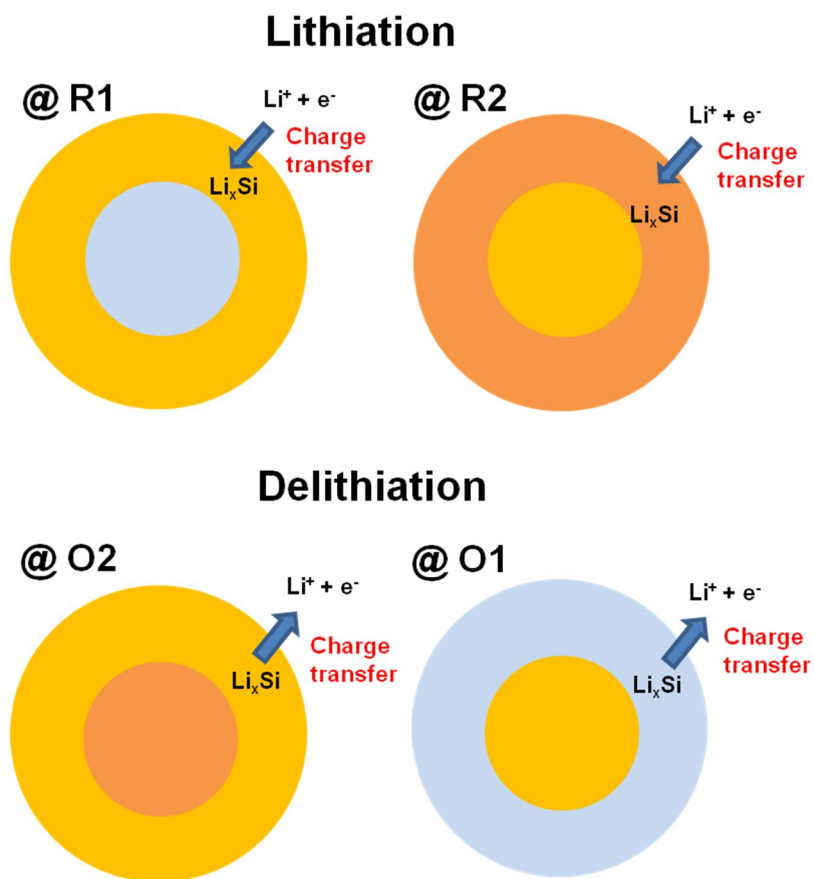 Lithiation
@ R1
Li⁺ + e⁻
Charge
transfer
LiₓSi
@ R2
Li⁺ + e⁻
Charge
transfer
LiₓSi
Delithiation
@ O2
Li⁺ + e⁻
Charge
transfer
LiₓSi
@ O1
Li⁺ + e⁻
Charge
transfer
LiₓSi